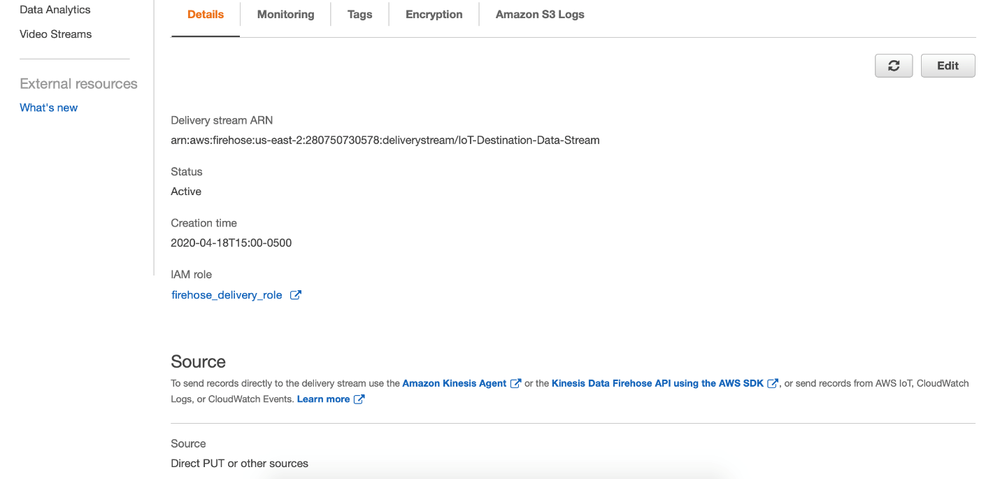 Data Analytics
Video Streams
External resources
What's new
Details
Monitoring
Tags
Encryption
Amazon S3 Logs
Edit
Delivery stream ARN
arn:aws:firehose:us-east-2:280750730578:deliverystream/IoT-Destination-Data-Stream
Status
Active
Creation time
2020-04-18T15:00-0500
IAM role
firehose_delivery_role
Source
To send records directly to the delivery stream use the Amazon Kinesis Agent or the Kinesis Data Firehose API using the AWS SDK , or send records from AWS IoT, CloudWatch
Logs, or CloudWatch Events. Learn more
Source
Direct PUT or other sources